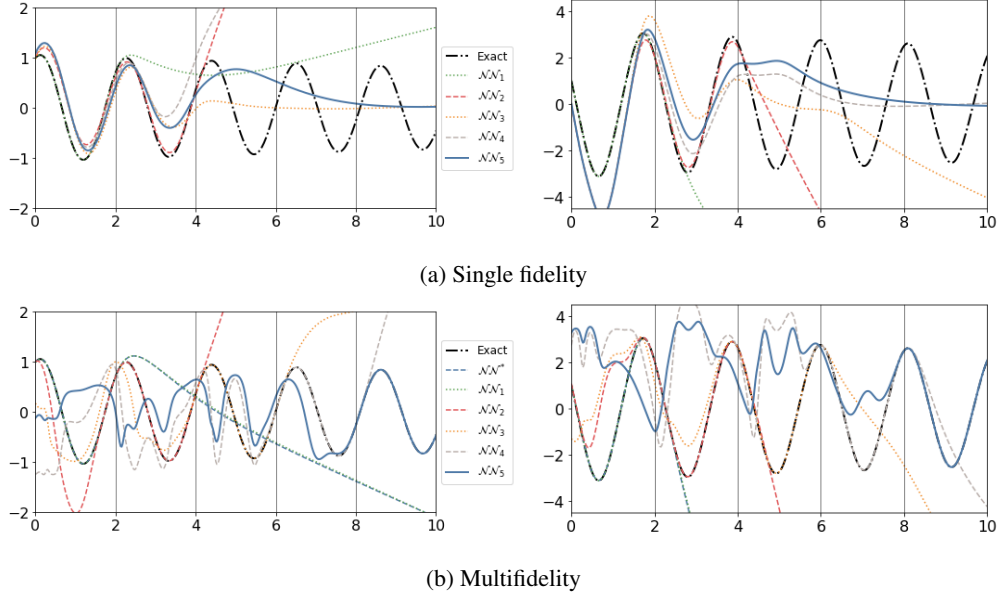 2
1
0
−1
−2
0 2 4 6 8 10
Exact
𝒩𝒩₁
𝒩𝒩₂
𝒩𝒩₃
𝒩𝒩₄
𝒩𝒩₅
4
2
0
−2
−4
0 2 4 6 8 10
(a) Single fidelity
2
1
0
−1
−2
0 2 4 6 8 10
Exact
𝒩𝒩*
𝒩𝒩₁
𝒩𝒩₂
𝒩𝒩₃
𝒩𝒩₄
𝒩𝒩₅
4
2
0
−2
−4
0 2 4 6 8 10
(b) Multifidelity